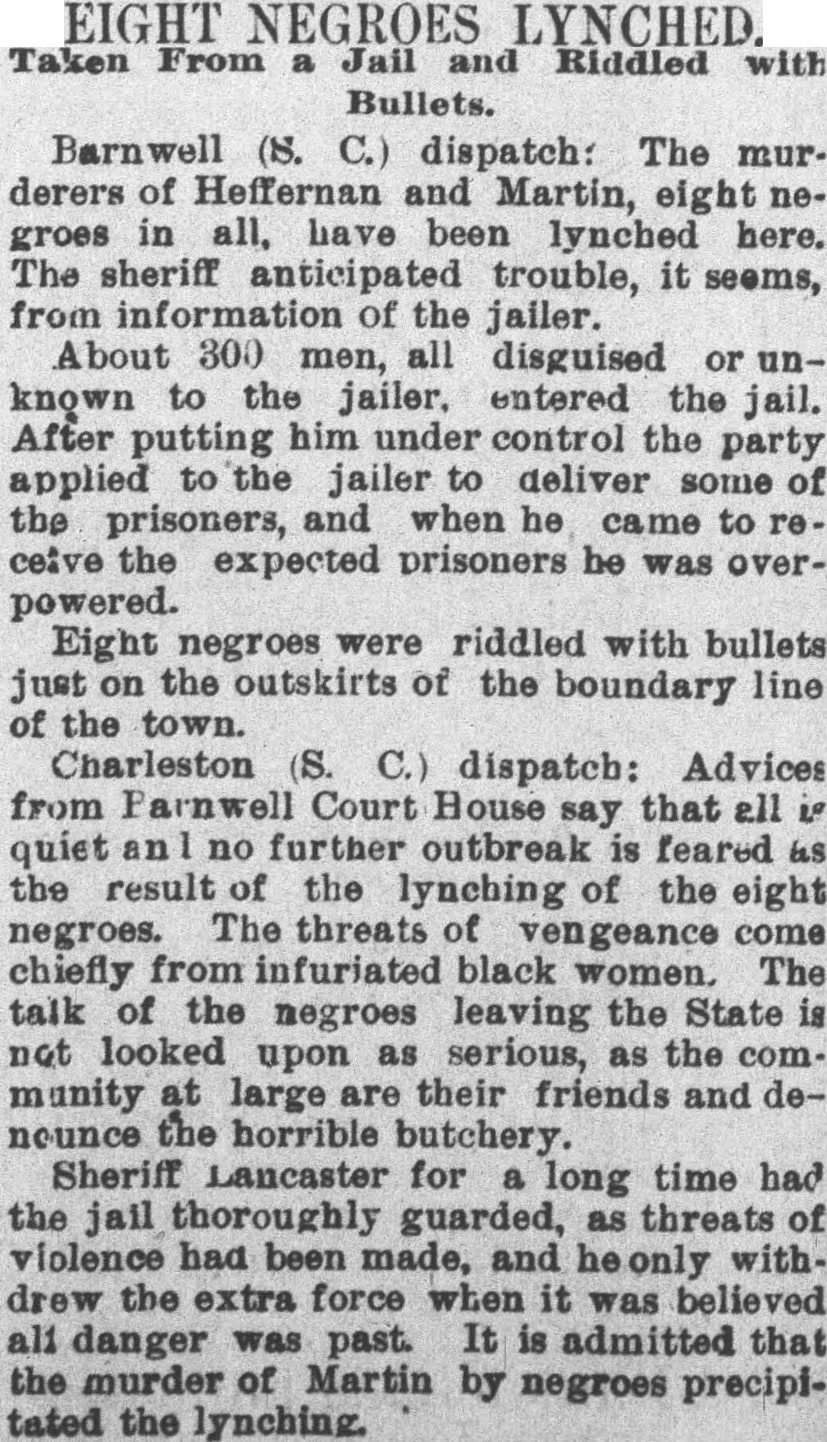 EIGHT NEGROES LYNCHED.
Taken From a Jail and Riddled with
Bullets.
Barnwell (S. C.) dispatch: The mur-
derers of Heffernan and Martin, eight ne-
groes in all, have been lynched here.
The sheriff anticipated trouble, it seems,
from information of the jailer.
About 300 men, all disguised or un-
known to the jailer, entered the jail.
After putting him under control the party
applied to the jailer to deliver some of
the prisoners, and when he came to re-
ceive the expected prisoners he was over-
powered.
Eight negroes were riddled with bullets
just on the outskirts of the boundary line
of the town.
Charleston (S. C.) dispatch: Advices
from Barnwell Court House say that all is
quiet and no further outbreak is feared as
the result of the lynching of the eight
negroes. The threats of vengeance come
chiefly from infuriated black women. The
talk of the negroes leaving the State is
not looked upon as serious, as the com-
munity at large are their friends and de-
nounce the horrible butchery.
Sheriff Lancaster for a long time had
the jail thoroughly guarded, as threats of
violence had been made, and he only with-
drew the extra force when it was believed
all danger was past. It is admitted that
the murder of Martin by negroes precipi-
tated the lynching.